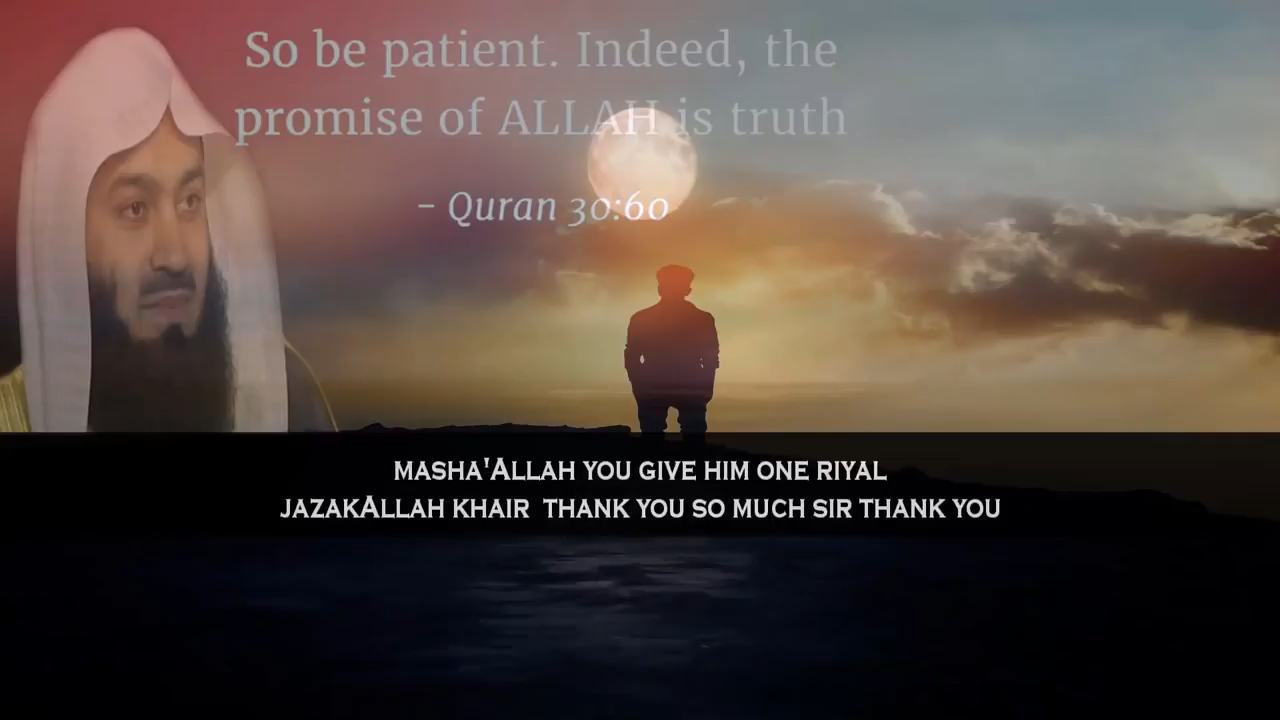 So be patient. Indeed, the
promise of ALLAH is truth
- Quran 30:60
MASHA'ALLAH YOU GIVE HIM ONE RIYAL
JAZAKALLAH KHAIR THANK YOU SO MUCH SIR THANK YOU